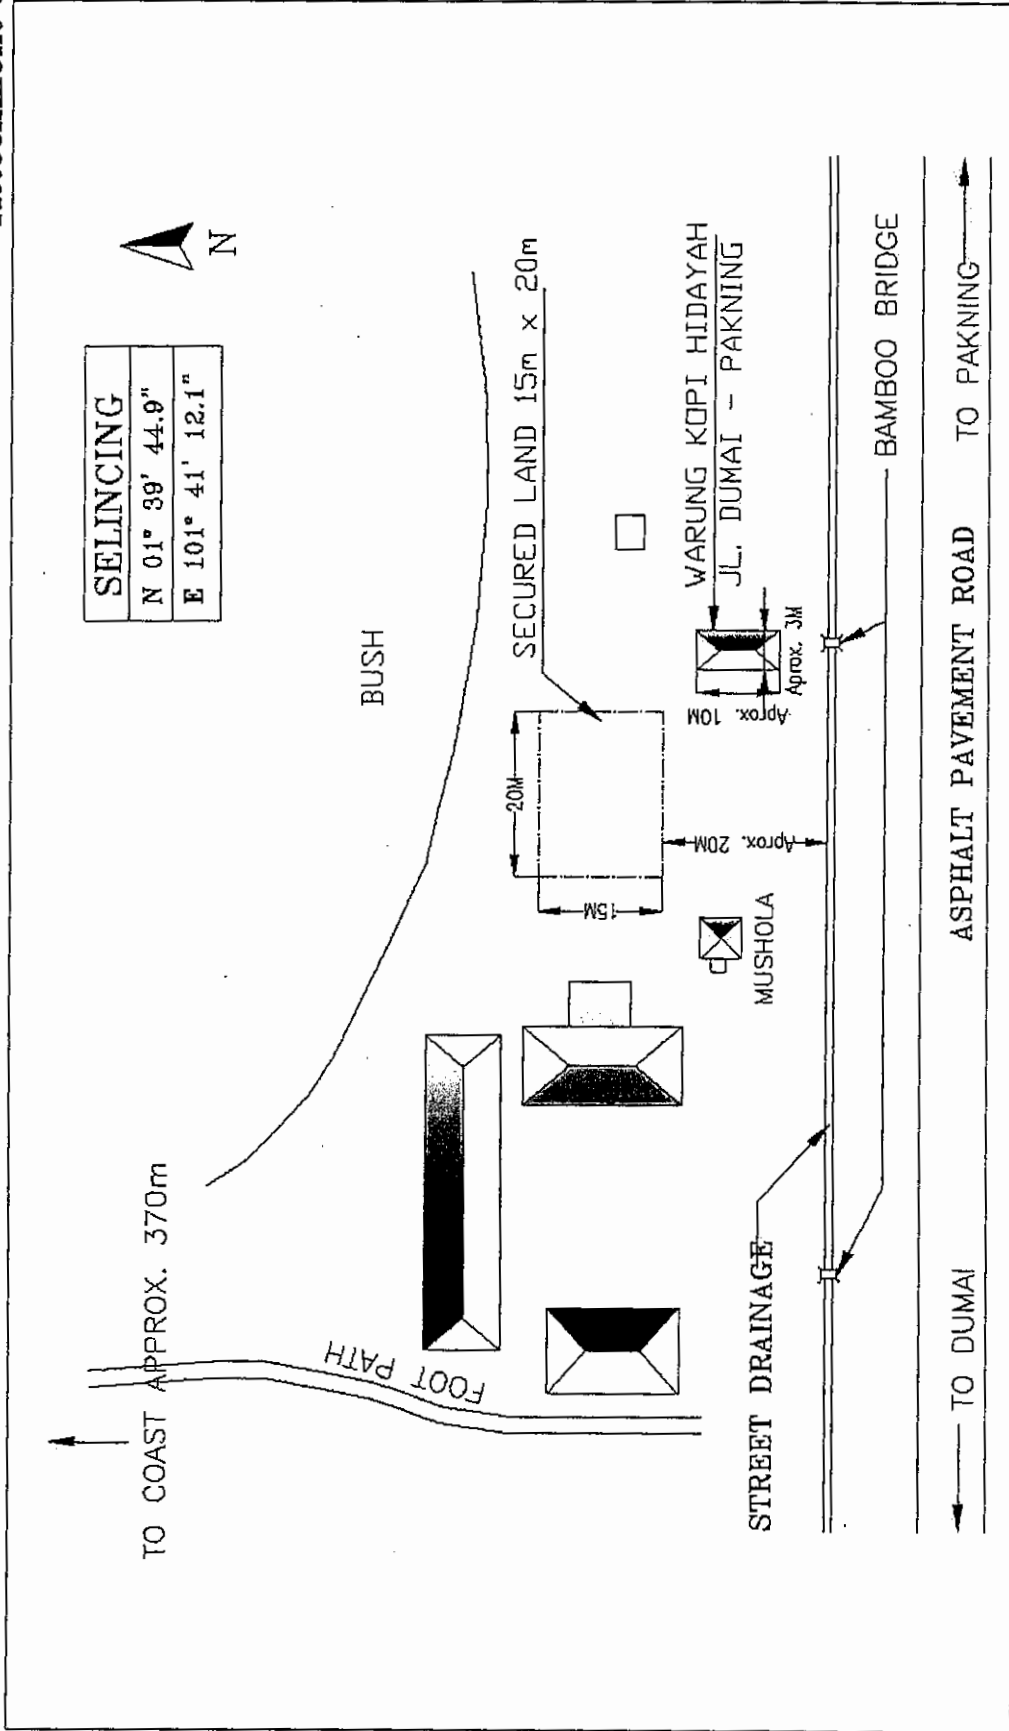 SELINCING
N 01° 39' 44.9"
E 101° 41' 12.1"
N
TO COAST APPROX. 370m
BUSH
FOOT PATH
SECURED LAND 15m x 20m
20M
15M
WARUNG KOPI HIDAYAH
JL. DUMAI - PAKNING
Aprox. 10M
Aprox. 3M
Aprox. 20M
MUSHOLA
STREET DRAINAGE
BAMBOO BRIDGE
TO DUMAI
ASPHALT PAVEMENT ROAD
TO PAKNING